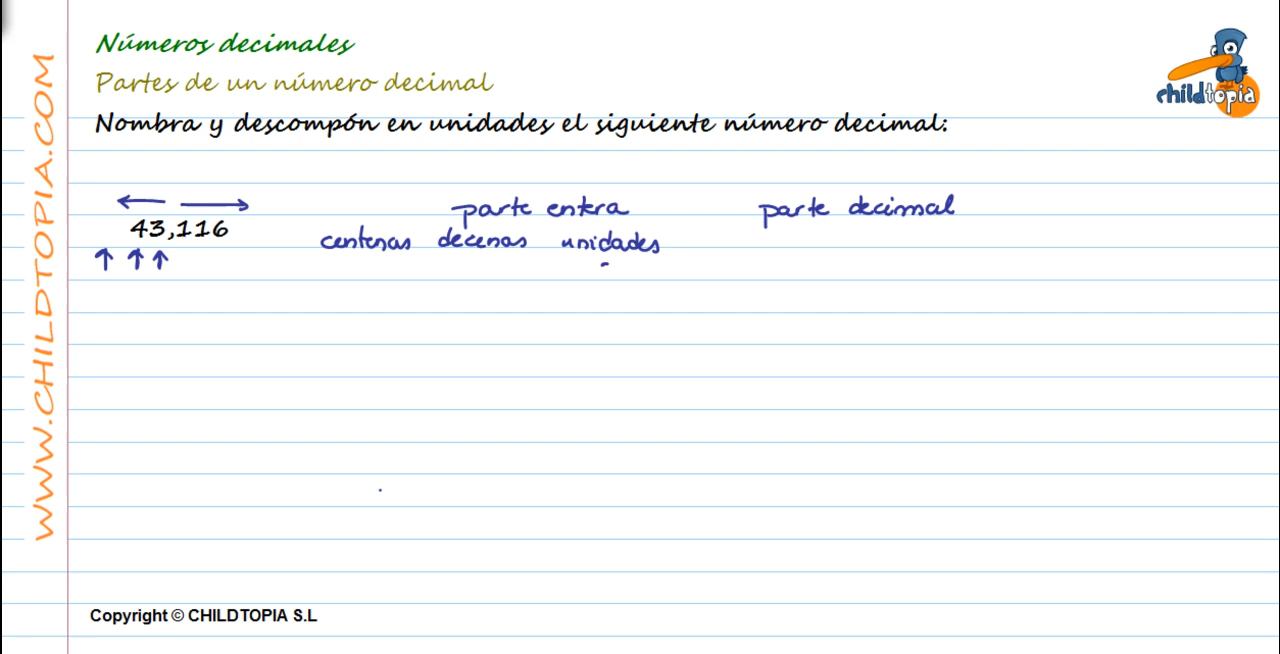 Números decimales
Partes de un número decimal
childtopia
Nombra y descompón en unidades el siguiente número decimal:
parte entera parte decimal
43,116
centenas decenas unidades
WWW.CHILDTOPIA.COM
Copyright © CHILDTOPIA S.L